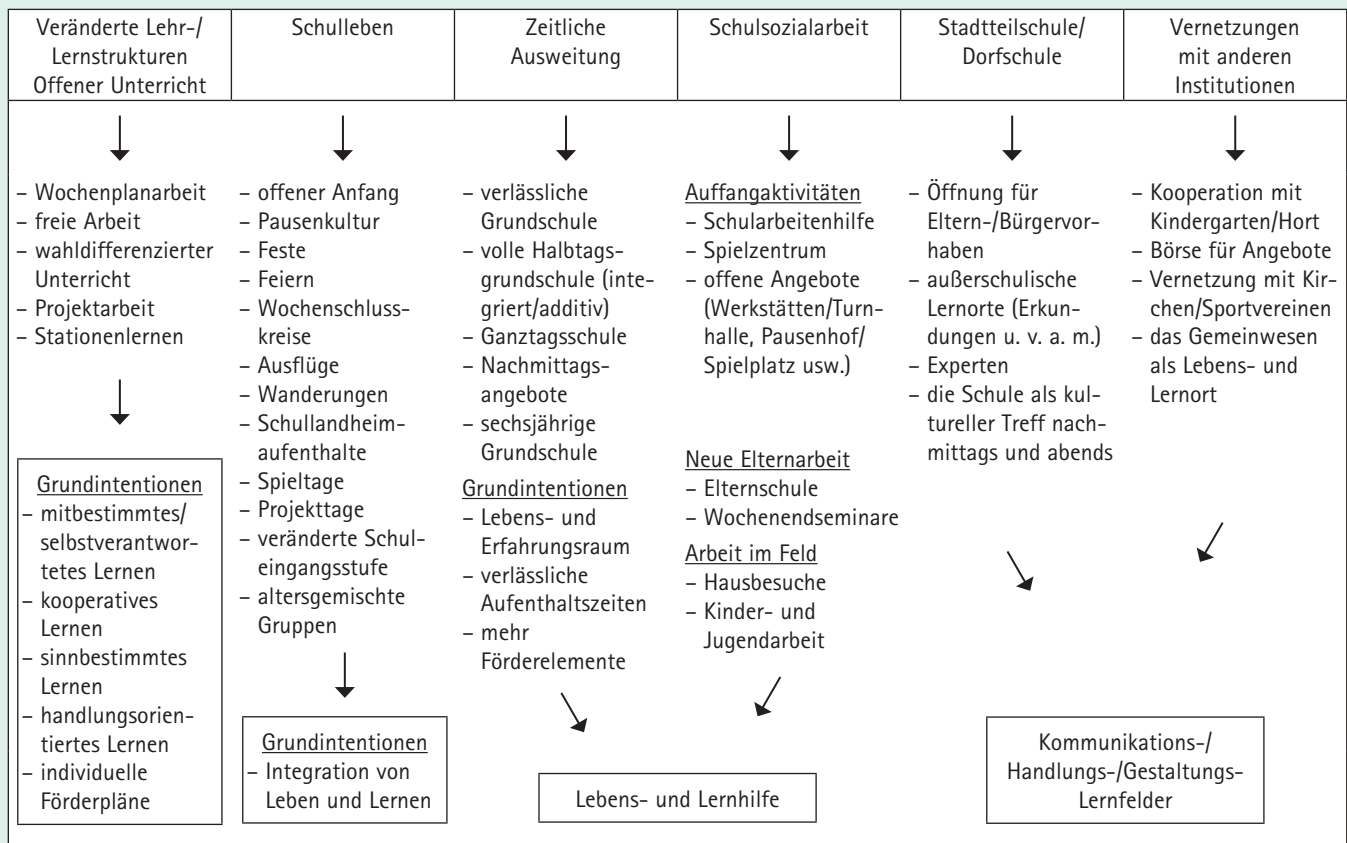 Veränderte Lehr-/
Lernstrukturen
Offener Unterricht
Schulleben
Zeitliche
Ausweitung
Schulsozialarbeit
Stadtteilschule/
Dorfschule
Vernetzungen
mit anderen
Institutionen
– Wochenplanarbeit
– freie Arbeit
– wahldifferenzierter
Unterricht
– Projektarbeit
– Stationenlernen
Grundintentionen
– mitbestimmtes/
selbstverantwor-
tetes Lernen
– kooperatives
Lernen
– sinnbestimmtes
Lernen
– handlungsorien-
tiertes Lernen
– individuelle
Förderpläne
– offener Anfang
– Pausenkultur
– Feste
– Feiern
– Wochenschluss-
kreise
– Ausflüge
– Wanderungen
– Schullandheim-
aufenthalte
– Spieltage
– Projekttage
– veränderte Schul-
eingangsstufe
– altersgemischte
Gruppen
Grundintentionen
– Integration von
Leben und Lernen
– verlässliche
Grundschule
– volle Halbtags-
grundschule (inte-
griert/additiv)
– Ganztagsschule
– Nachmittags-
angebote
– sechsjährige
Grundschule
Grundintentionen
– Lebens- und
Erfahrungsraum
– verlässliche
Aufenthaltszeiten
– mehr
Förderelemente
Auffangaktivitäten
– Schularbeitenhilfe
– Spielzentrum
– offene Angebote
(Werkstätten/Turn-
halle, Pausenhof/
Spielplatz usw.)
Neue Elternarbeit
– Elternschule
– Wochenendseminare
Arbeit im Feld
– Hausbesuche
– Kinder- und
Jugendarbeit
Lebens- und Lernhilfe
– Öffnung für
Eltern-/Bürgervor-
haben
– außerschulische
Lernorte (Erkun-
dungen u. v. a. m.)
– Experten
– die Schule als kul-
tureller Treff nach-
mittags und abends
– Kooperation mit
Kindergarten/Hort
– Börse für Angebote
– Vernetzung mit Kir-
chen/Sportvereinen
– das Gemeinwesen
als Lebens- und
Lernort
Kommunikations-/
Handlungs-/Gestaltungs-
Lernfelder